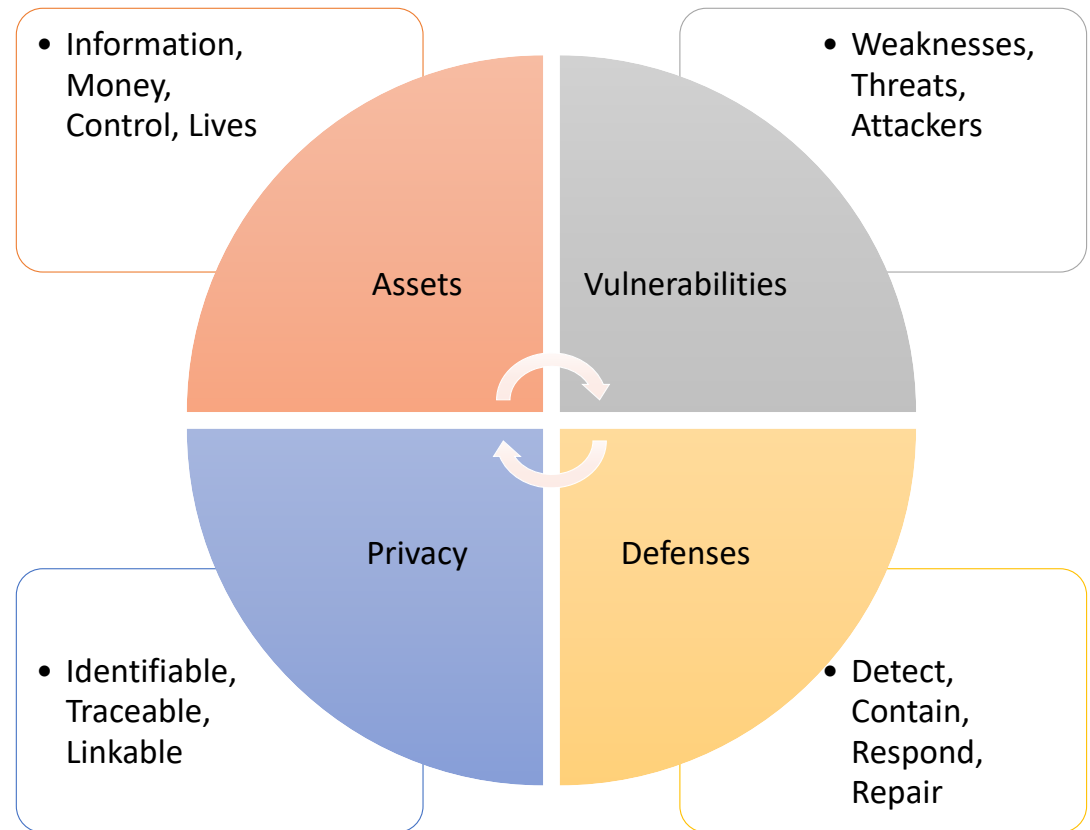 • Information,
Money,
Control, Lives
• Weaknesses,
Threats,
Attackers
Assets
Vulnerabilities
Privacy
Defenses
• Identifiable,
Traceable,
Linkable
• Detect,
Contain,
Respond,
Repair